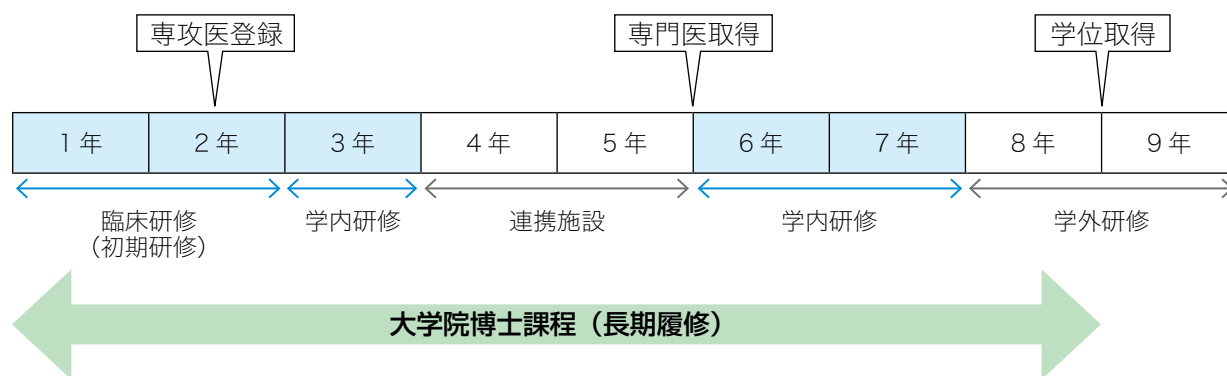 専攻医登録
専門医取得
学位取得
1 年
2 年
3 年
4 年
5 年
6 年
7 年
8 年
9 年
臨床研修
（初期研修）
学内研修
連携施設
学内研修
学外研修
大学院博士課程（長期履修）